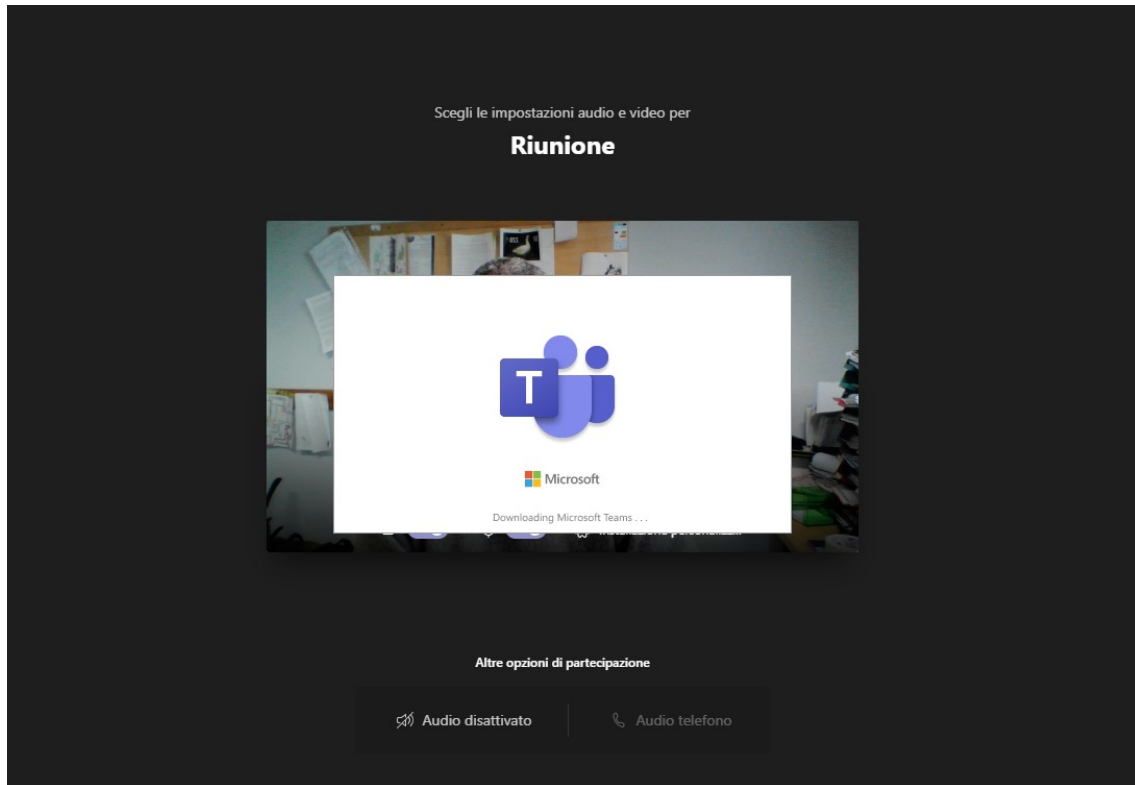 Scegli le impostazioni audio e video per
Riunione
T
Microsoft
Downloading Microsoft Teams . . .
Altre opzioni di partecipazione
Audio disattivato
Audio telefono